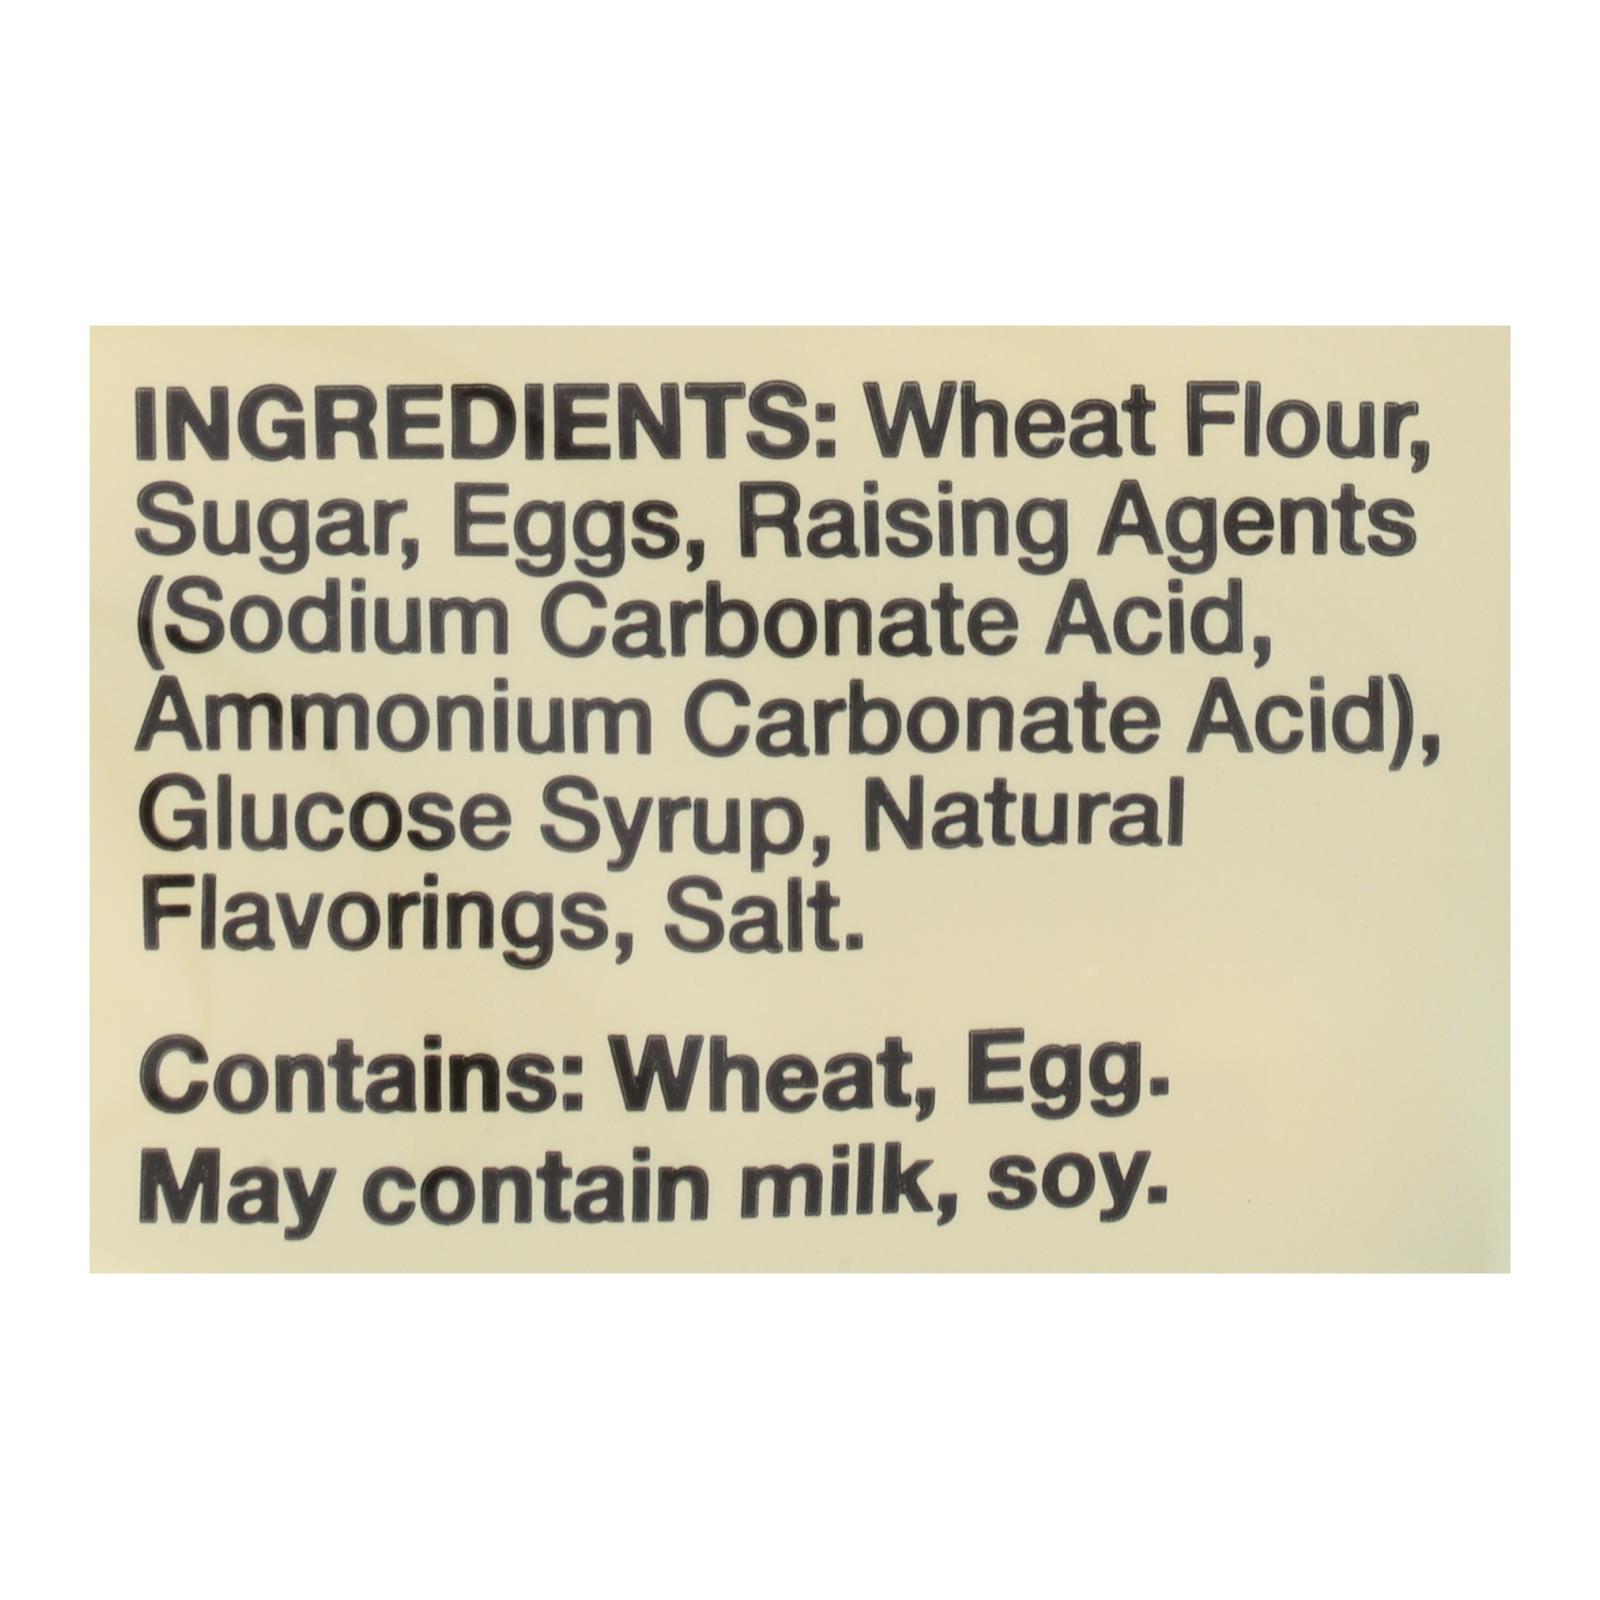 INGREDIENTS: Wheat Flour,
Sugar, Eggs, Raising Agents
(Sodium Carbonate Acid,
Ammonium Carbonate Acid),
Glucose Syrup, Natural
Flavorings, Salt.
Contains: Wheat, Egg.
May contain milk, soy.